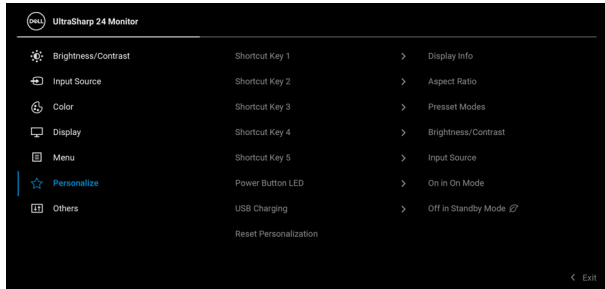 DELL UltraSharp 24 Monitor
Brightness/Contrast Shortcut Key 1 > Display Info
Input Source Shortcut Key 2 > Aspect Ratio
Color Shortcut Key 3 > Presset Modes
Display Shortcut Key 4 > Brightness/Contrast
Menu Shortcut Key 5 > Input Source
Personalize Power Button LED > On in On Mode
Others USB Charging > Off in Standby Mode
Reset Personalization
< Exit